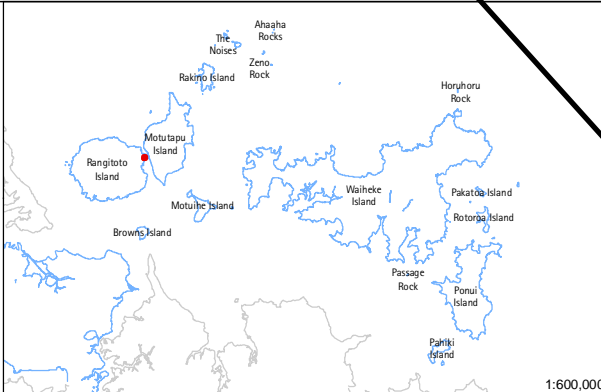 Ahaaha
Rocks
The
Noises
Zeno
Rock
Rakino Island
Horuhoru
Rock
Motutapu
Island
Rangitoto
Island
Waiheke
Island
Pakatoa Island
Motuihe Island
Rotoroa Island
Browns Island
Passage
Rock
Ponui
Island
Pahiki
Island
1:600,000